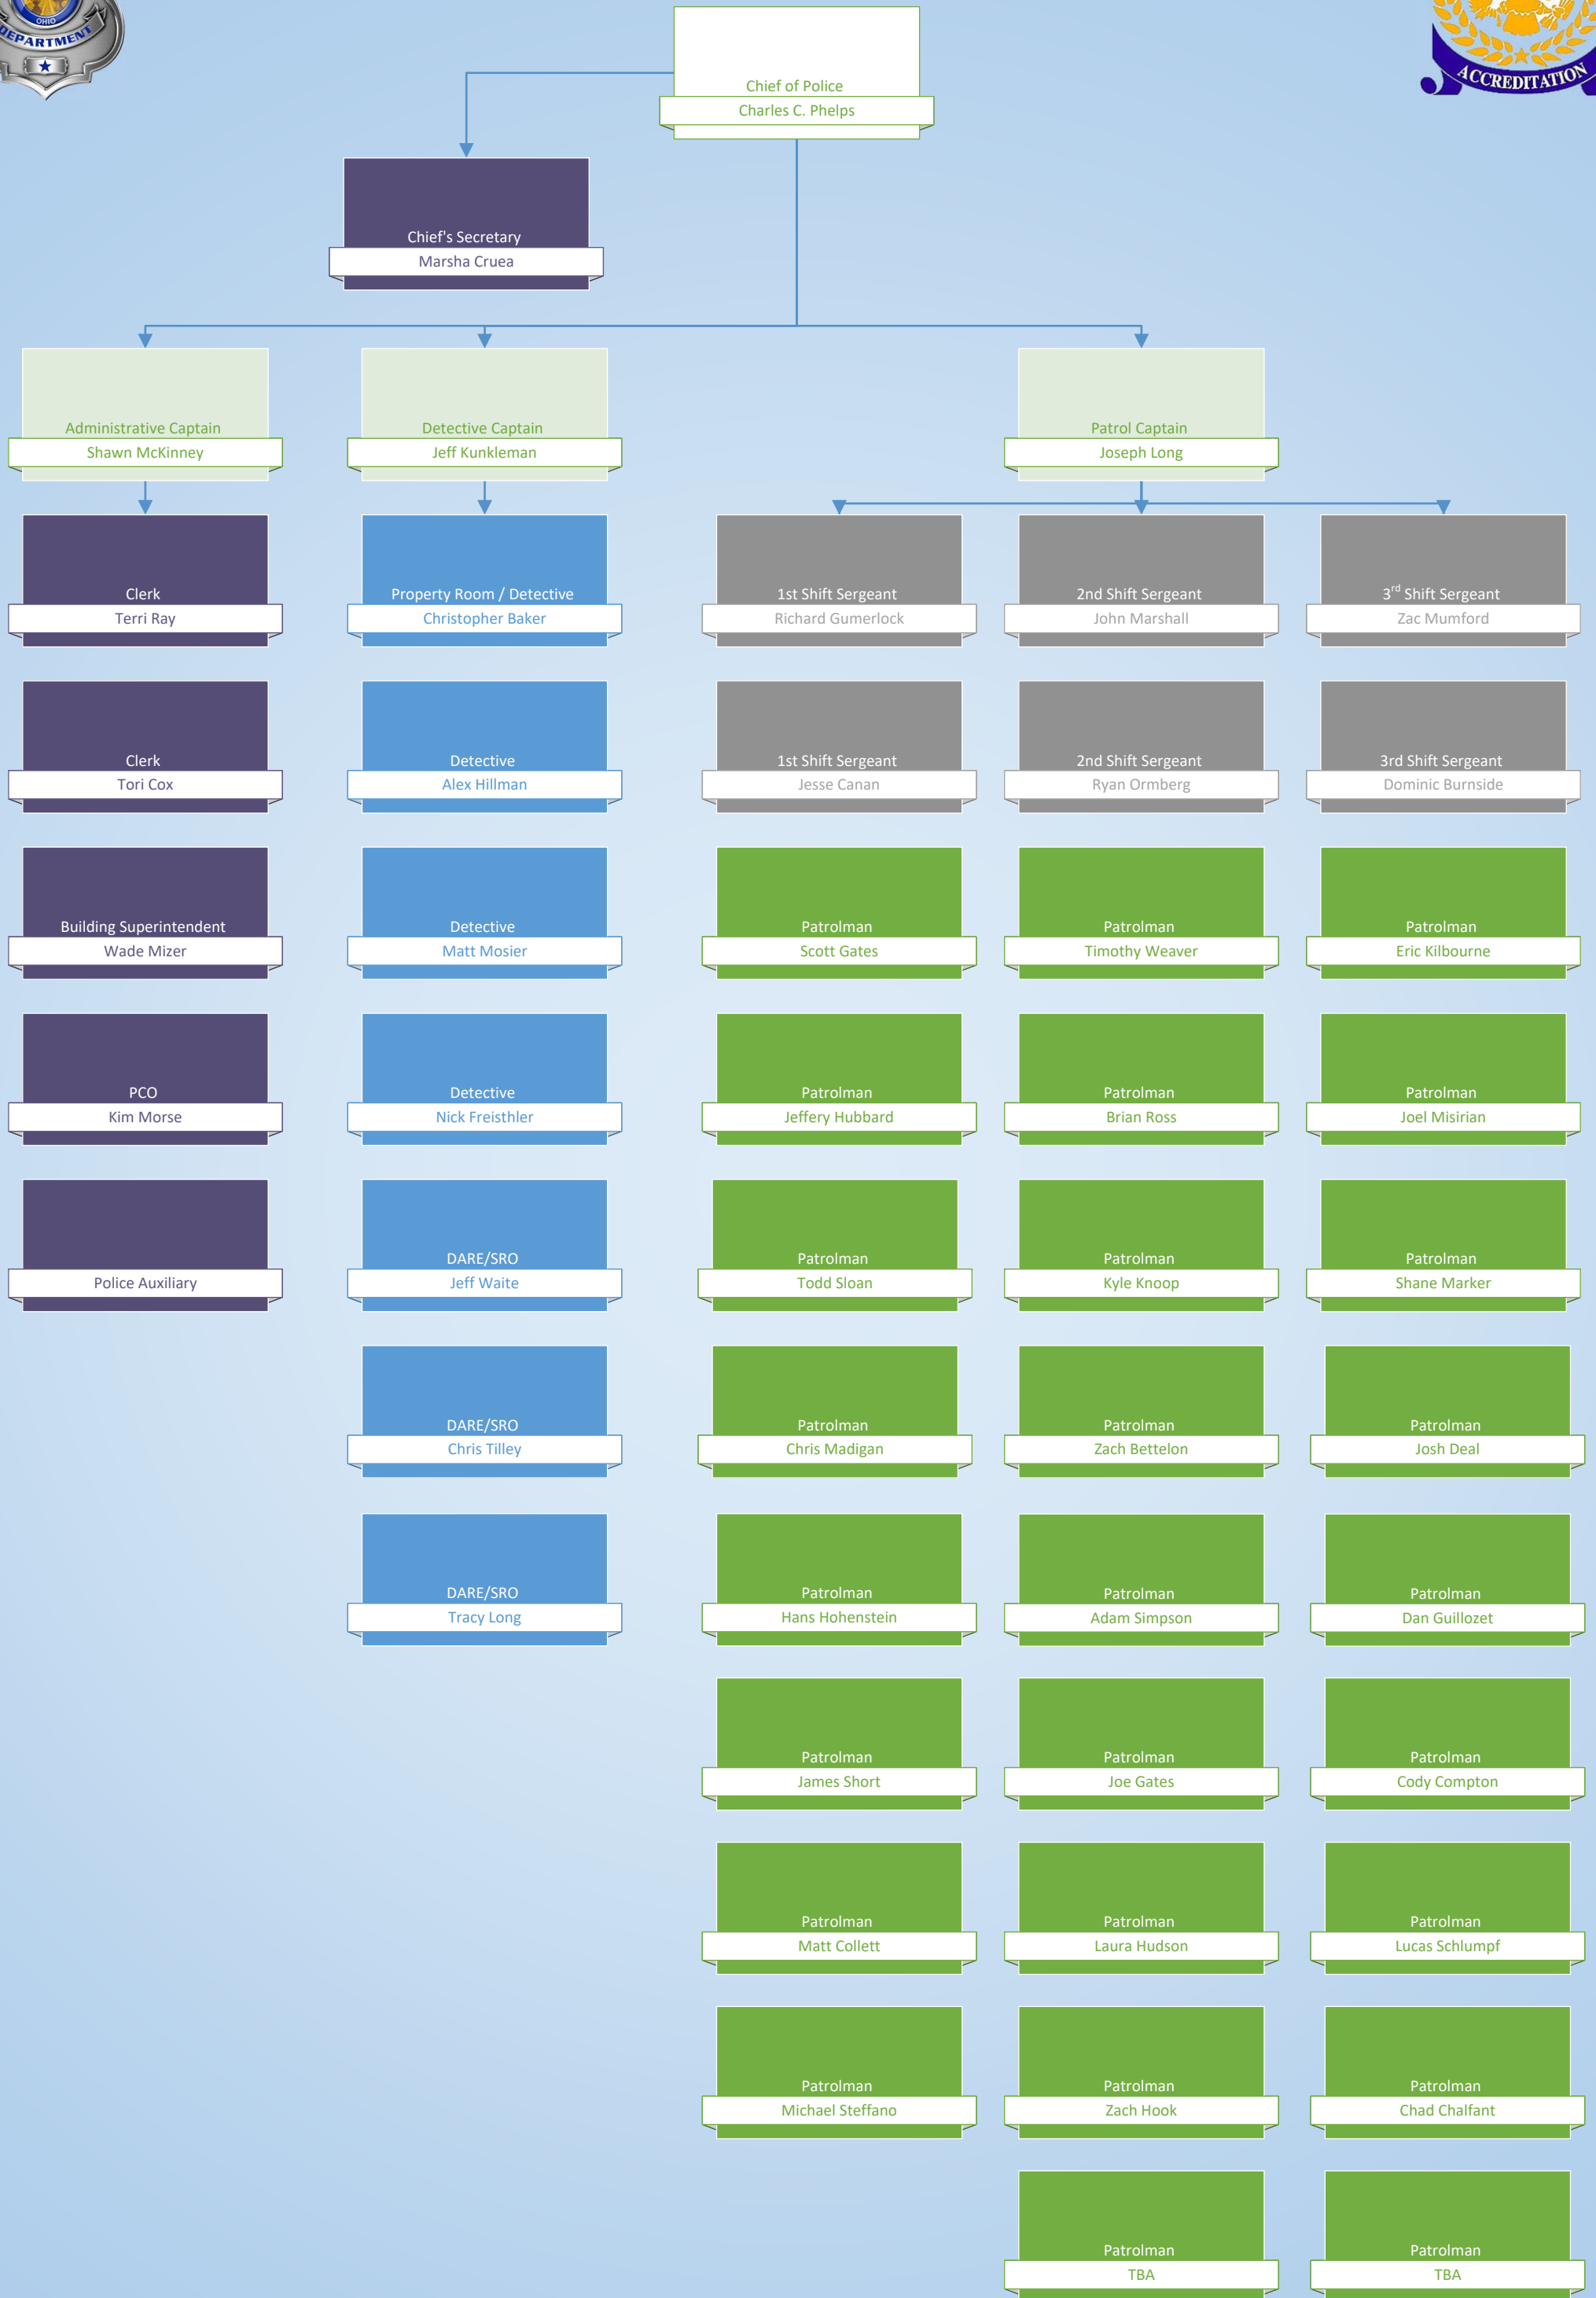 OHIO
DEPARTMENT
ACCREDITATION
Chief of Police
Charles C. Phelps
Chief's Secretary
Marsha Cruea
Administrative Captain
Shawn McKinney
Detective Captain
Jeff Kunkleman
Patrol Captain
Joseph Long
Clerk
Terri Ray
Property Room / Detective
Christopher Baker
1st Shift Sergeant
Richard Gumerlock
2nd Shift Sergeant
John Marshall
3rd Shift Sergeant
Zac Mumford
Clerk
Tori Cox
Detective
Alex Hillman
1st Shift Sergeant
Jesse Canan
2nd Shift Sergeant
Ryan Ormberg
3rd Shift Sergeant
Dominic Burnside
Building Superintendent
Wade Mizer
Detective
Matt Mosier
Patrolman
Scott Gates
Patrolman
Timothy Weaver
Patrolman
Eric Kilbourne
PCO
Kim Morse
Detective
Nick Freisthler
Patrolman
Jeffery Hubbard
Patrolman
Brian Ross
Patrolman
Joel Misirian
Police Auxiliary
DARE/SRO
Jeff Waite
Patrolman
Todd Sloan
Patrolman
Kyle Knoop
Patrolman
Shane Marker
DARE/SRO
Chris Tilley
Patrolman
Chris Madigan
Patrolman
Zach Bettelon
Patrolman
Josh Deal
DARE/SRO
Tracy Long
Patrolman
Hans Hohenstein
Patrolman
Adam Simpson
Patrolman
Dan Guillozet
Patrolman
James Short
Patrolman
Joe Gates
Patrolman
Cody Compton
Patrolman
Matt Collett
Patrolman
Laura Hudson
Patrolman
Lucas Schlumpf
Patrolman
Michael Steffano
Patrolman
Zach Hook
Patrolman
Chad Chalfant
Patrolman
TBA
Patrolman
TBA